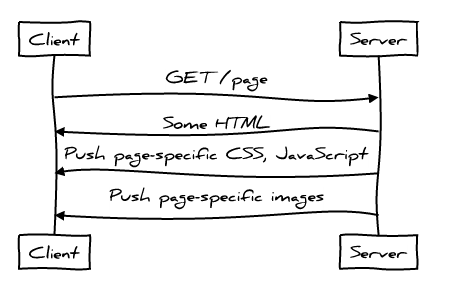 Client Server
GET /page
Some HTML
Push page-specific CSS, JavaScript
Push page-specific images
Client Server